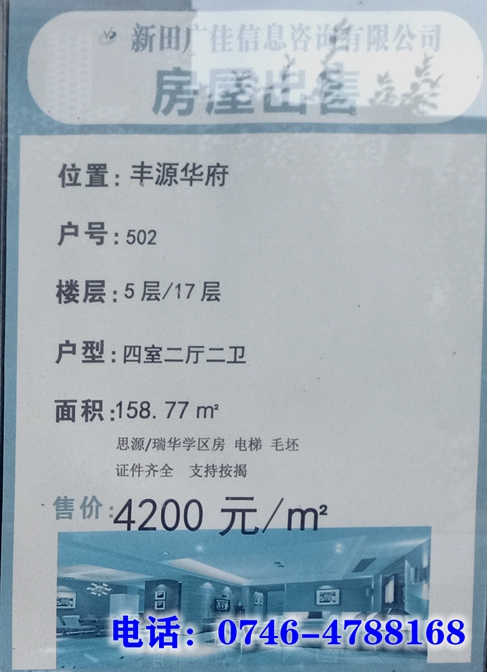 新田广佳信息咨询有限公司
房屋出售
位置：丰源华府
户号：502
楼层：5层/17层
户型：四室二厅二卫
面积：158.77㎡
思源/瑞华学区房 电梯 毛坯
证件齐全 支持按揭
售价：4200 元/㎡
电话：0746-4788168